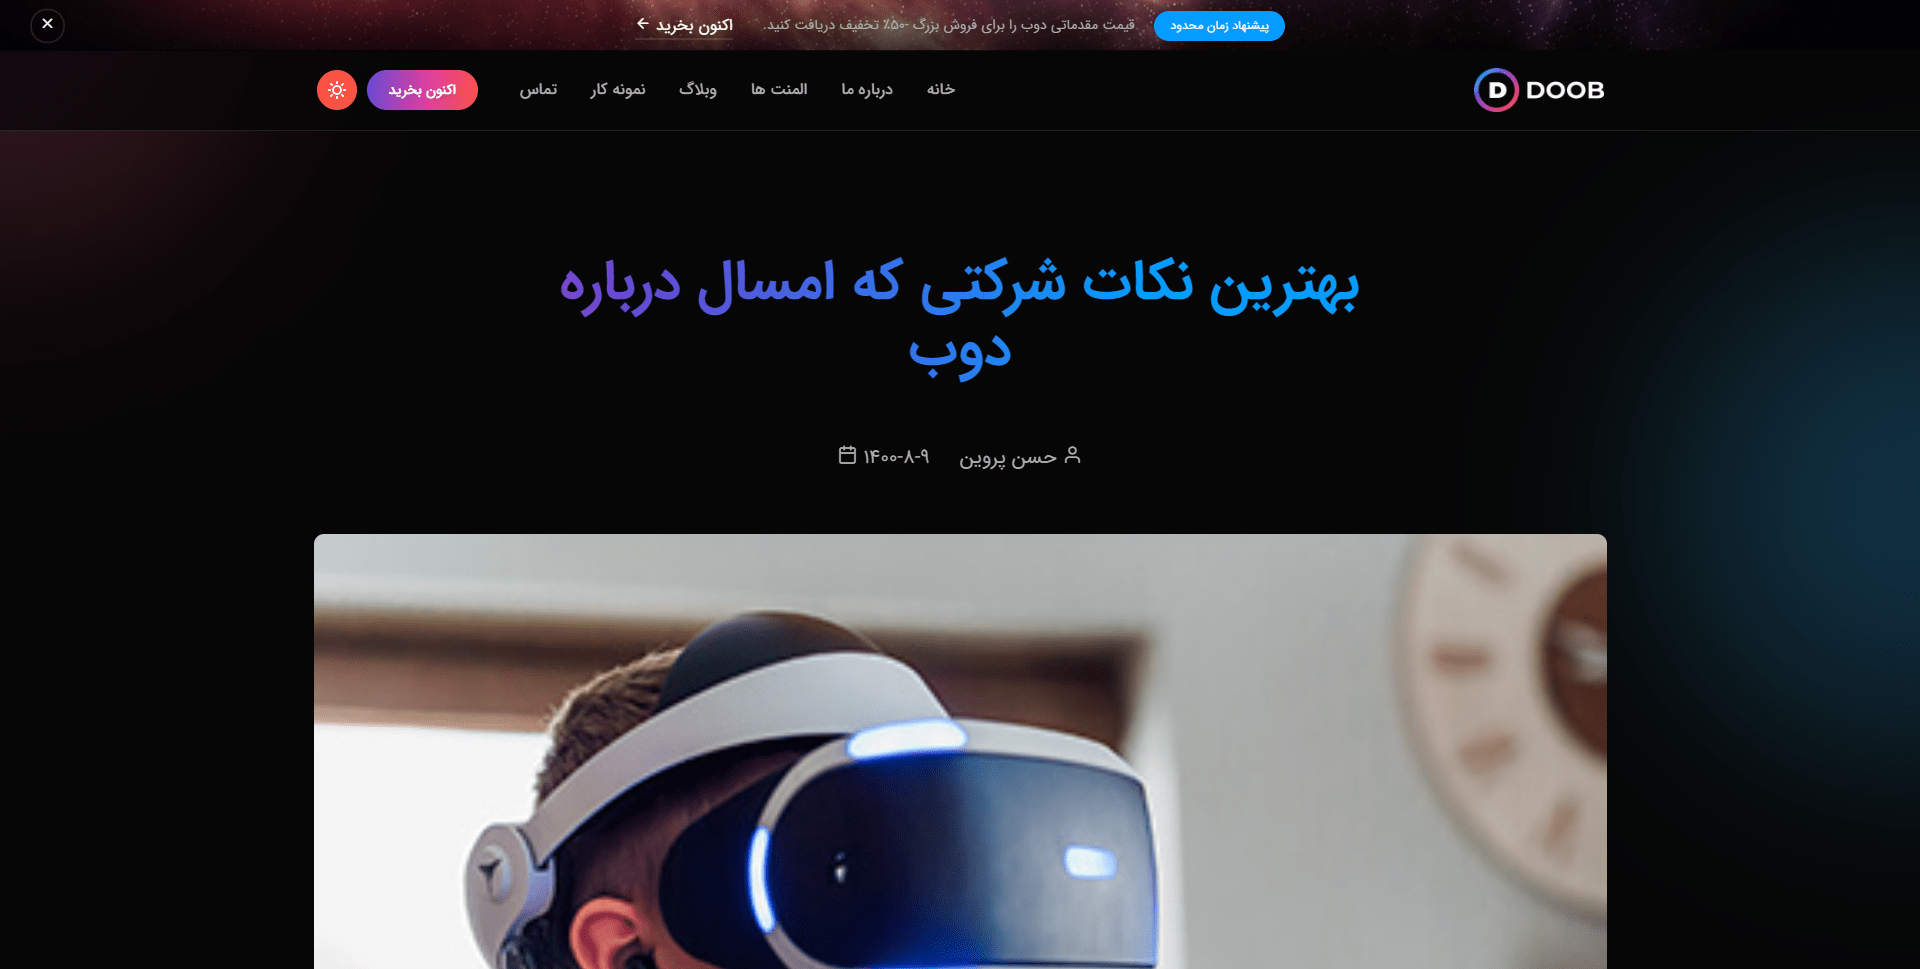 پیشنهاد زمان محدود
قیمت مقدماتی دوب را برای فروش بزرگ -۵۰٪ تخفیف دریافت کنید.
اکنون بخرید
DOOB
خانه
درباره ما
المنت ها
وبلاگ
نمونه کار
تماس
اکنون بخرید
بهترین نکات شرکتی که امسال درباره
دوب
حسن پروین
۱۴۰۰-۸-۹